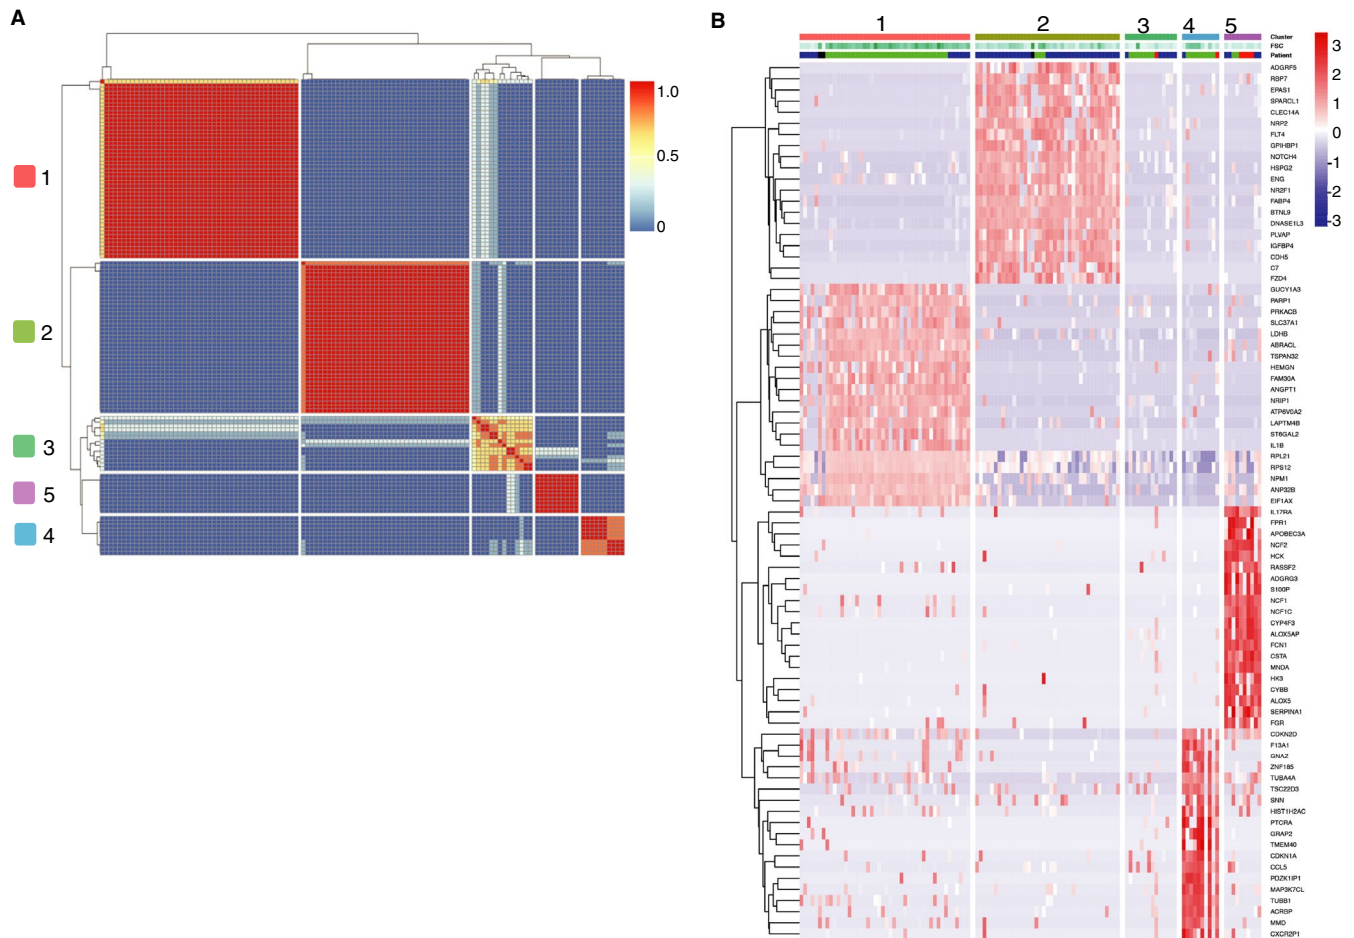 A
1.0
0.5
0
1
2
3
5
4
B
1
2
3
4
5
Cluster
FSC
Patient
3
2
1
0
-1
-2
-3
ADGRF5
RBP7
EPAS1
SPARCL1
CLEC14A
NRP2
FLT4
GPIHBP1
NOTCH4
HSPG2
ENG
NR2F1
FABP4
BTNL9
DNASE1L3
PLVAP
IGFBP4
CDH5
C7
FZD4
GUCY1A3
PARP1
PRKACB
SLC37A1
LDHB
ABRACL
TSPAN32
HEMGN
FAM30A
ANGPT1
NRIP1
ATP6V0A2
LAPTM4B
ST6GAL2
IL1B
RPL21
RPS12
NPM1
ANP32B
EIF1AX
IL17RA
FPR1
APOBEC3A
NCF2
HCK
RASSF2
ADGRG3
S100P
NCF1
NCF1C
CYP4F3
ALOX5AP
FCN1
CSTA
MNDA
HK3
CYBB
ALOX5
SERPINA1
FGR
CDKN2D
F13A1
GNAZ
ZNF185
TUBA4A
TSC22D3
SNN
HIST1H2AC
PTCRA
GRAP2
TMEM40
CDKN1A
CCL5
PDZK1IP1
MAP3K7CL
TUBB1
ACRBP
MMD
CXCR2P1